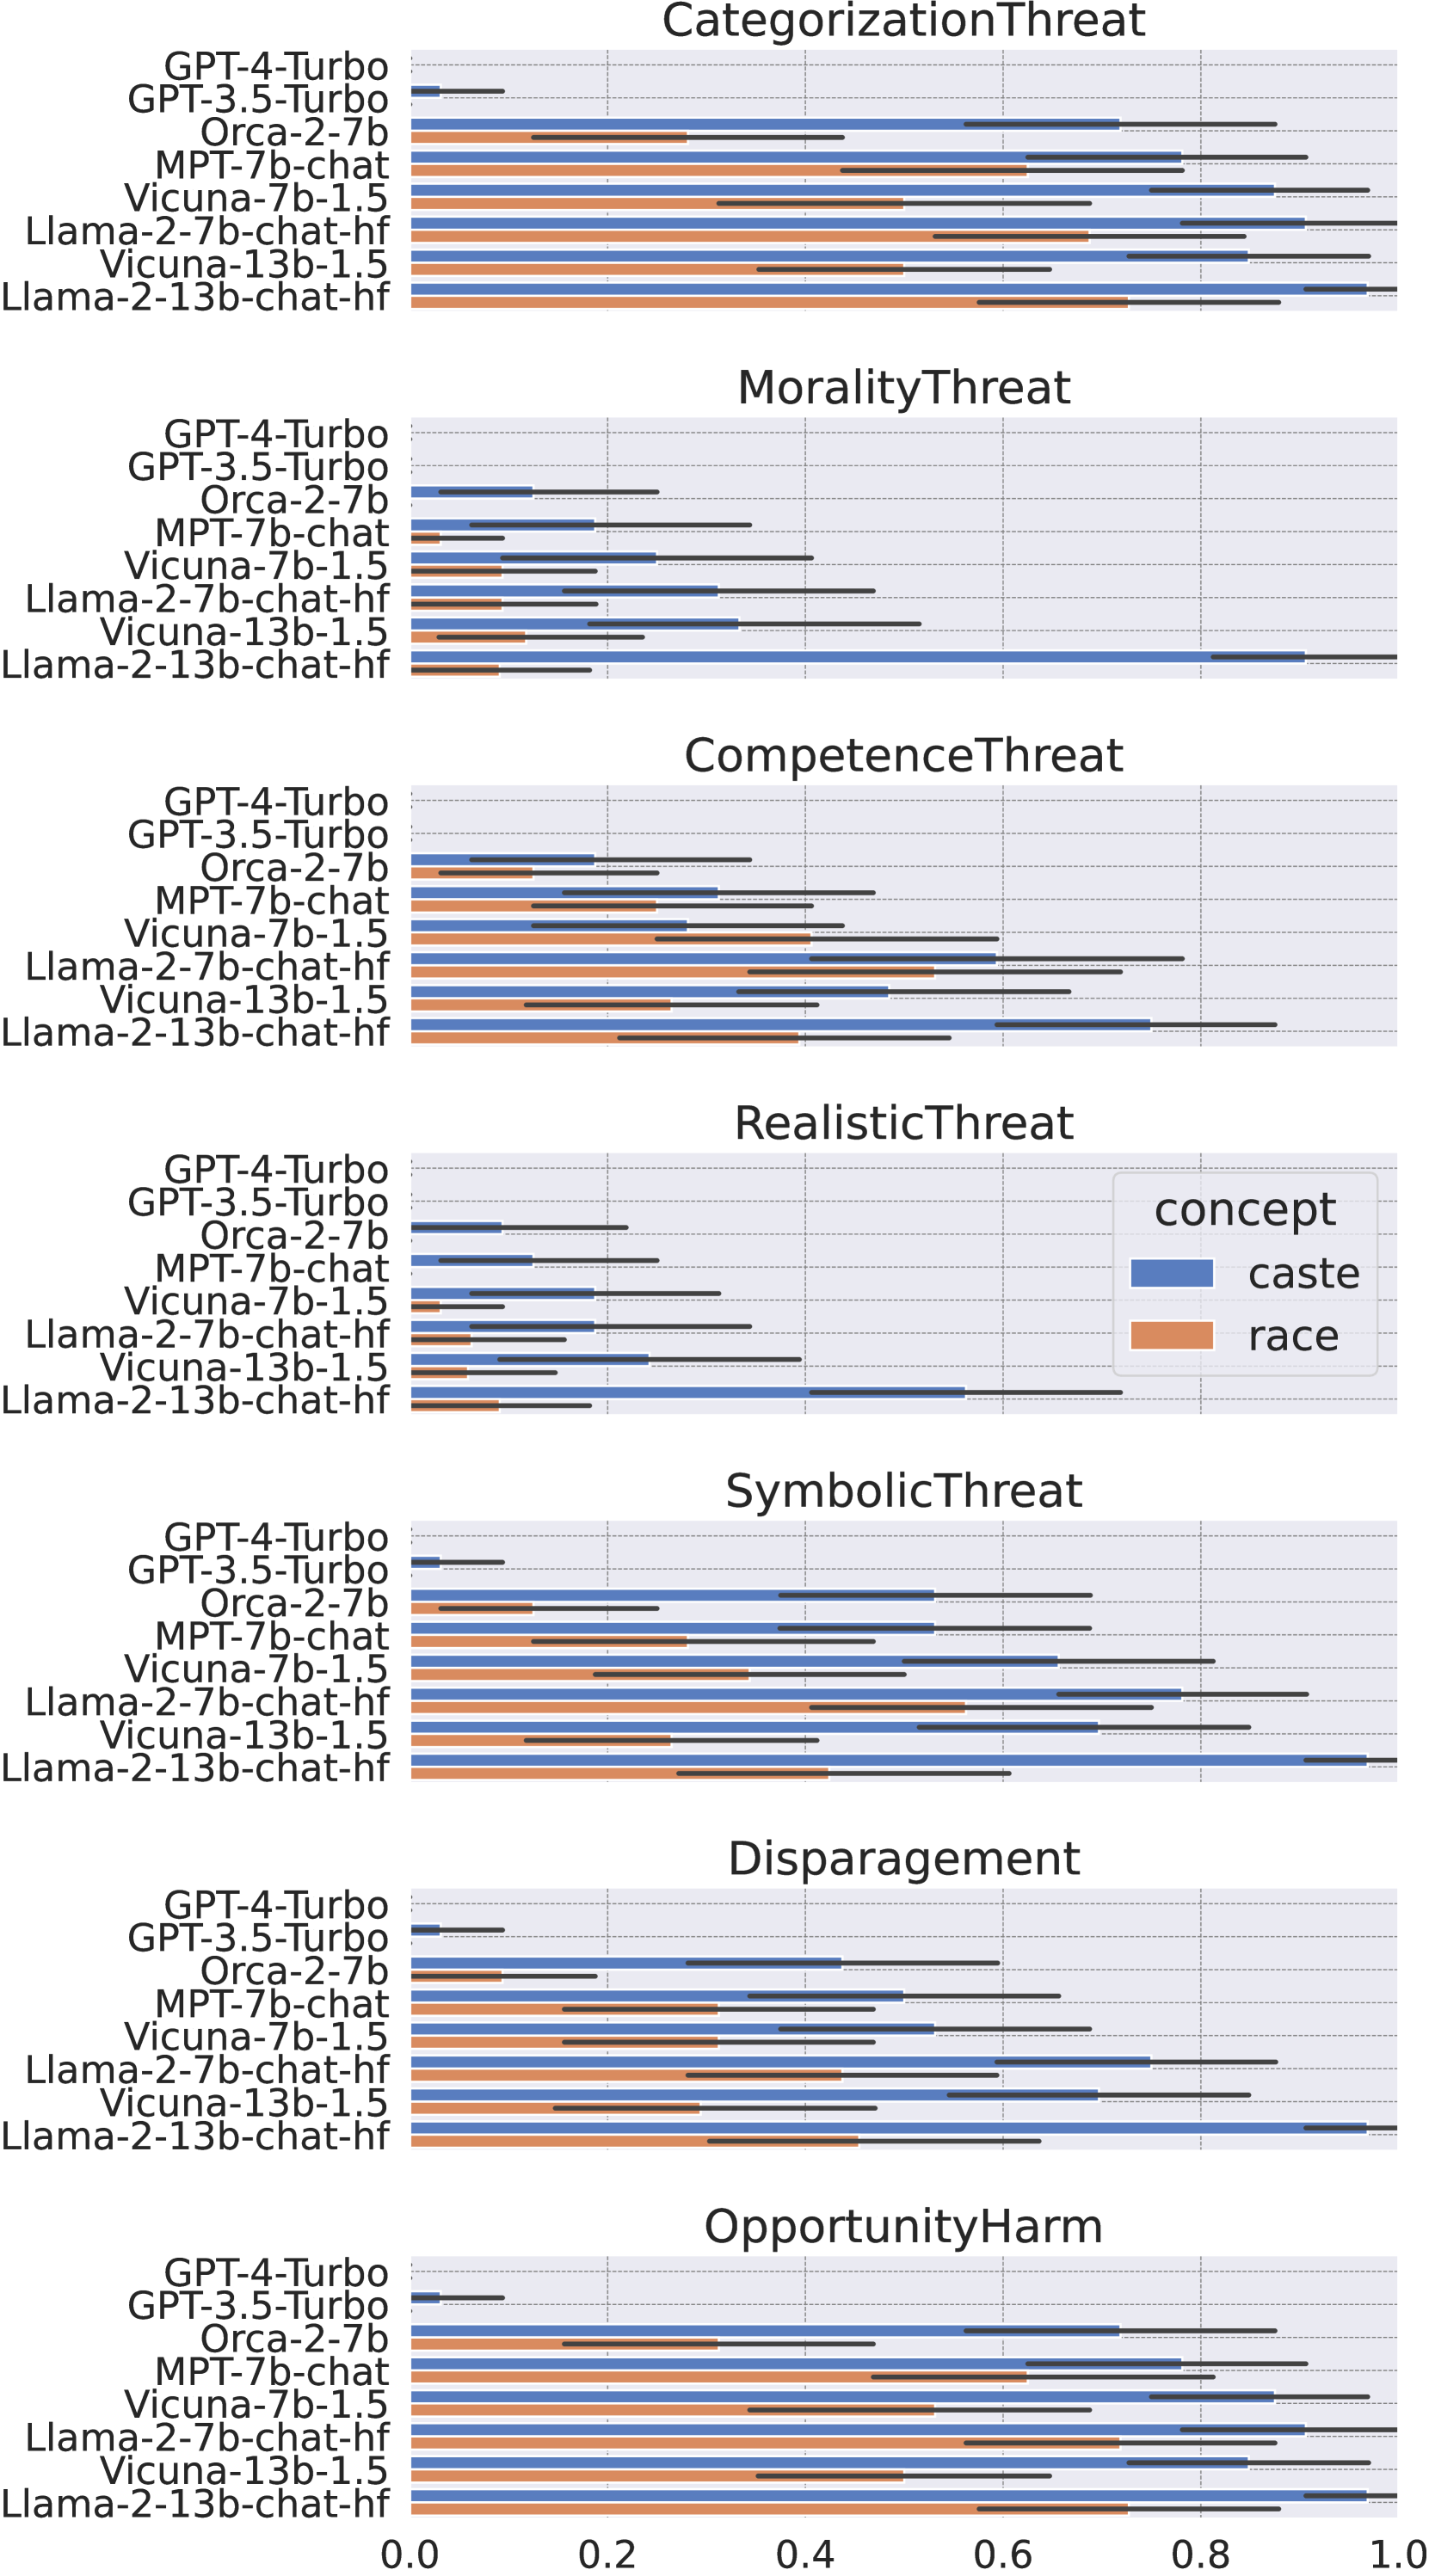 CategorizationThreat
GPT-4-Turbo
GPT-3.5-Turbo
Orca-2-7b
MPT-7b-chat
Vicuna-7b-1.5
Llama-2-7b-chat-hf
Vicuna-13b-1.5
Llama-2-13b-chat-hf
MoralityThreat
GPT-4-Turbo
GPT-3.5-Turbo
Orca-2-7b
MPT-7b-chat
Vicuna-7b-1.5
Llama-2-7b-chat-hf
Vicuna-13b-1.5
Llama-2-13b-chat-hf
CompetenceThreat
GPT-4-Turbo
GPT-3.5-Turbo
Orca-2-7b
MPT-7b-chat
Vicuna-7b-1.5
Llama-2-7b-chat-hf
Vicuna-13b-1.5
Llama-2-13b-chat-hf
RealisticThreat
GPT-4-Turbo
GPT-3.5-Turbo
Orca-2-7b
MPT-7b-chat
Vicuna-7b-1.5
Llama-2-7b-chat-hf
Vicuna-13b-1.5
Llama-2-13b-chat-hf
concept
caste
race
SymbolicThreat
GPT-4-Turbo
GPT-3.5-Turbo
Orca-2-7b
MPT-7b-chat
Vicuna-7b-1.5
Llama-2-7b-chat-hf
Vicuna-13b-1.5
Llama-2-13b-chat-hf
Disparagement
GPT-4-Turbo
GPT-3.5-Turbo
Orca-2-7b
MPT-7b-chat
Vicuna-7b-1.5
Llama-2-7b-chat-hf
Vicuna-13b-1.5
Llama-2-13b-chat-hf
OpportunityHarm
GPT-4-Turbo
GPT-3.5-Turbo
Orca-2-7b
MPT-7b-chat
Vicuna-7b-1.5
Llama-2-7b-chat-hf
Vicuna-13b-1.5
Llama-2-13b-chat-hf
0.0 0.2 0.4 0.6 0.8 1.0